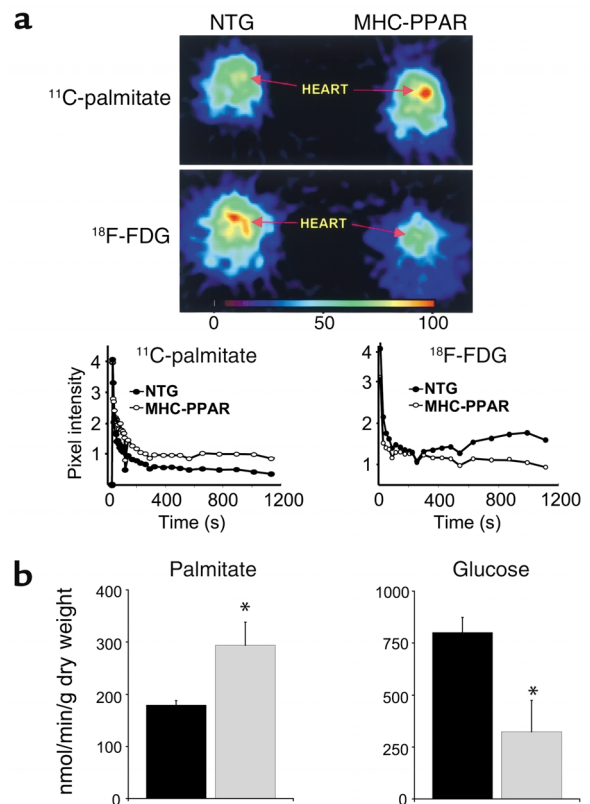 a
NTG MHC-PPAR
¹¹C-palmitate
HEART
¹⁸F-FDG
HEART
0 50 100
¹¹C-palmitate
Pixel intensity
4
3
2
1
NTG
MHC-PPAR
0 400 800 1200
Time (s)
¹⁸F-FDG
4
3
2
1
NTG
MHC-PPAR
0 400 800 1200
Time (s)
b
Palmitate
nmol/min/g dry weight
400
300
200
100
0
*
Glucose
1000
750
500
250
0
*